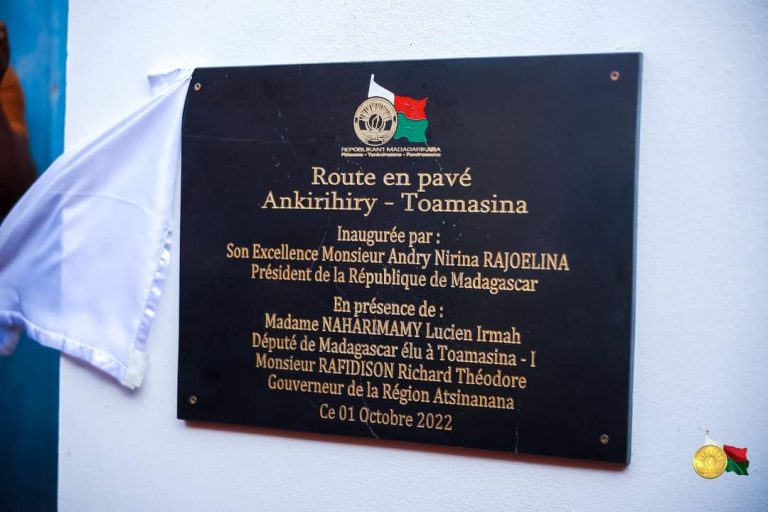 REPOBLIKAN'I MADAGASIKARA
Fitiavana - Tanindrazana - Fandrosoana
Route en pavé
Ankirihiry - Toamasina
Inaugurée par :
Son Excellence Monsieur Andry Nirina RAJOELINA
Président de la République de Madagascar
En présence de :
Madame NAHARIMAMY Lucien Irmah
Député de Madagascar élu à Toamasina - I
Monsieur RAFIDISON Richard Théodore
Gouverneur de la Région Atsinanana
Ce 01 Octobre 2022